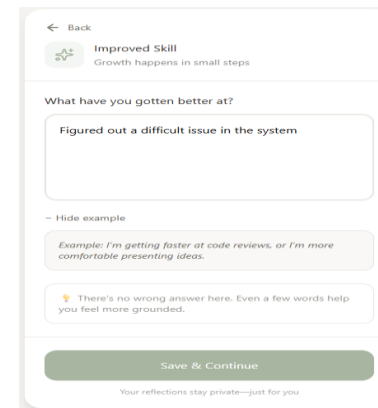 ← Back
Improved Skill
Growth happens in small steps
What have you gotten better at?
Figured out a difficult issue in the system
– Hide example
Example: I'm getting faster at code reviews, or I'm more
comfortable presenting ideas.
💡 There's no wrong answer here. Even a few words help
you feel more grounded.
Save & Continue
Your reflections stay private—just for you